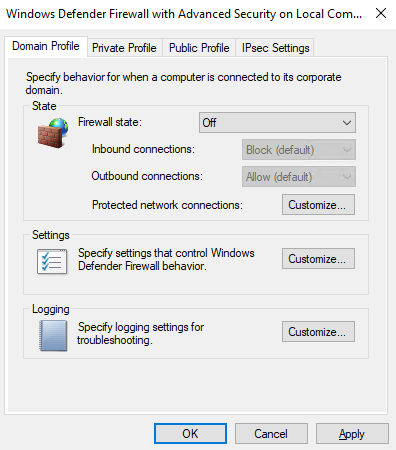 Windows Defender Firewall with Advanced Security on Local Com...
Domain Profile Private Profile Public Profile IPsec Settings
Specify behavior for when a computer is connected to its corporate
domain.
State
Firewall state: Off
Inbound connections: Block (default)
Outbound connections: Allow (default)
Protected network connections: Customize...
Settings
Specify settings that control Windows
Defender Firewall behavior.
Customize...
Logging
Specify logging settings for
troubleshooting.
Customize...
OK Cancel Apply